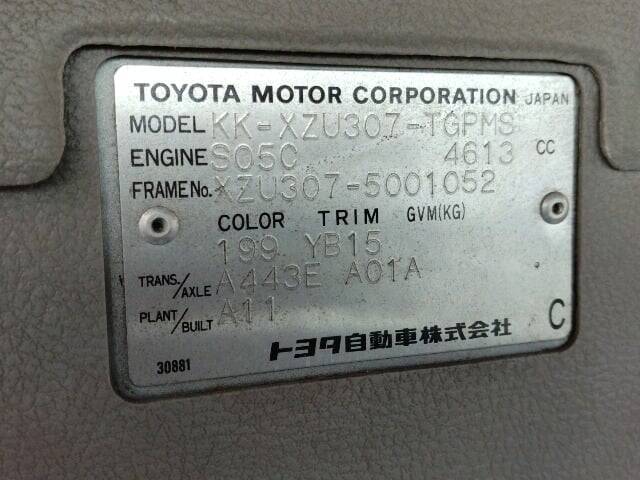 TOYOTA MOTOR CORPORATION JAPAN
MODEL KK-XZU307-TGPMS
ENGINE S05C 4613 CC
FRAME No. XZU307-5001052
COLOR TRIM GVM(KG)
199 YB15
TRANS./AXLE A443E A01A
PLANT/BUILT A11
トヨタ自動車株式会社 C
30881